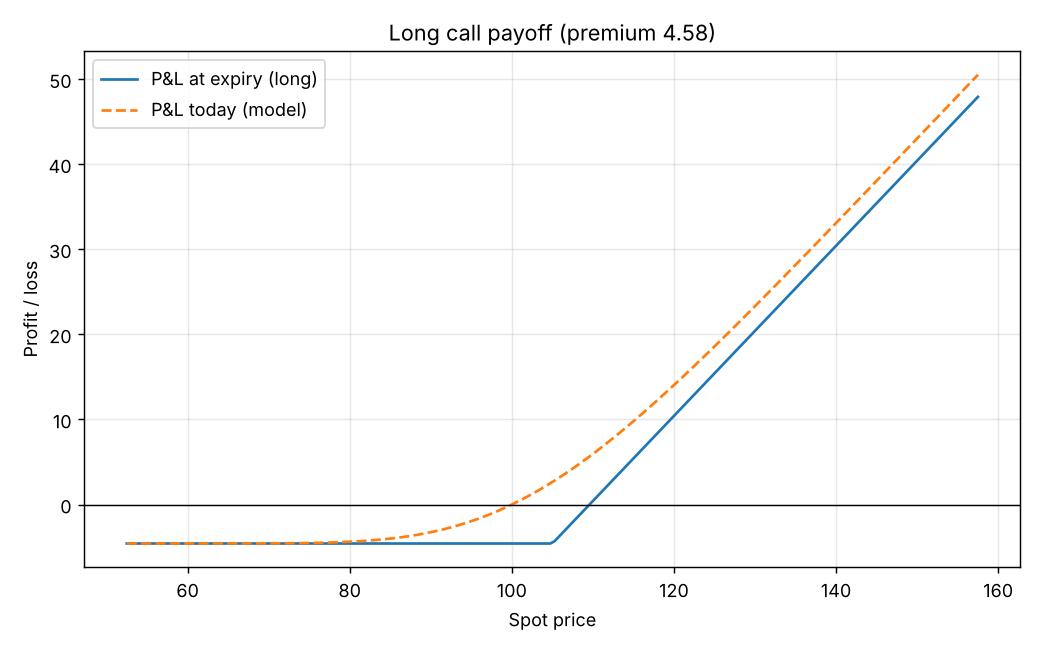 Long call payoff (premium 4.58)
P&L at expiry (long)
P&L today (model)
Profit / loss
50
40
30
20
10
0
60 80 100 120 140 160
Spot price